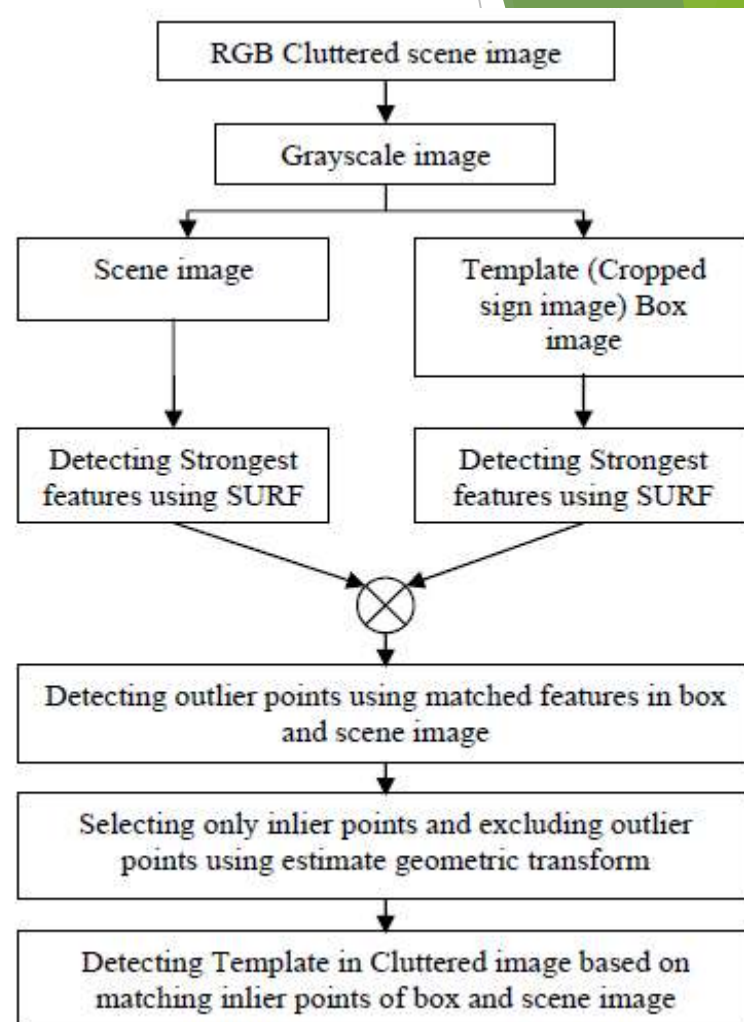 RGB Cluttered scene image
Grayscale image
Scene image
Template (Cropped
sign image) Box
image
Detecting Strongest
features using SURF
Detecting Strongest
features using SURF
Detecting outlier points using matched features in box
and scene image
Selecting only inlier points and excluding outlier
points using estimate geometric transform
Detecting Template in Cluttered image based on
matching inlier points of box and scene image